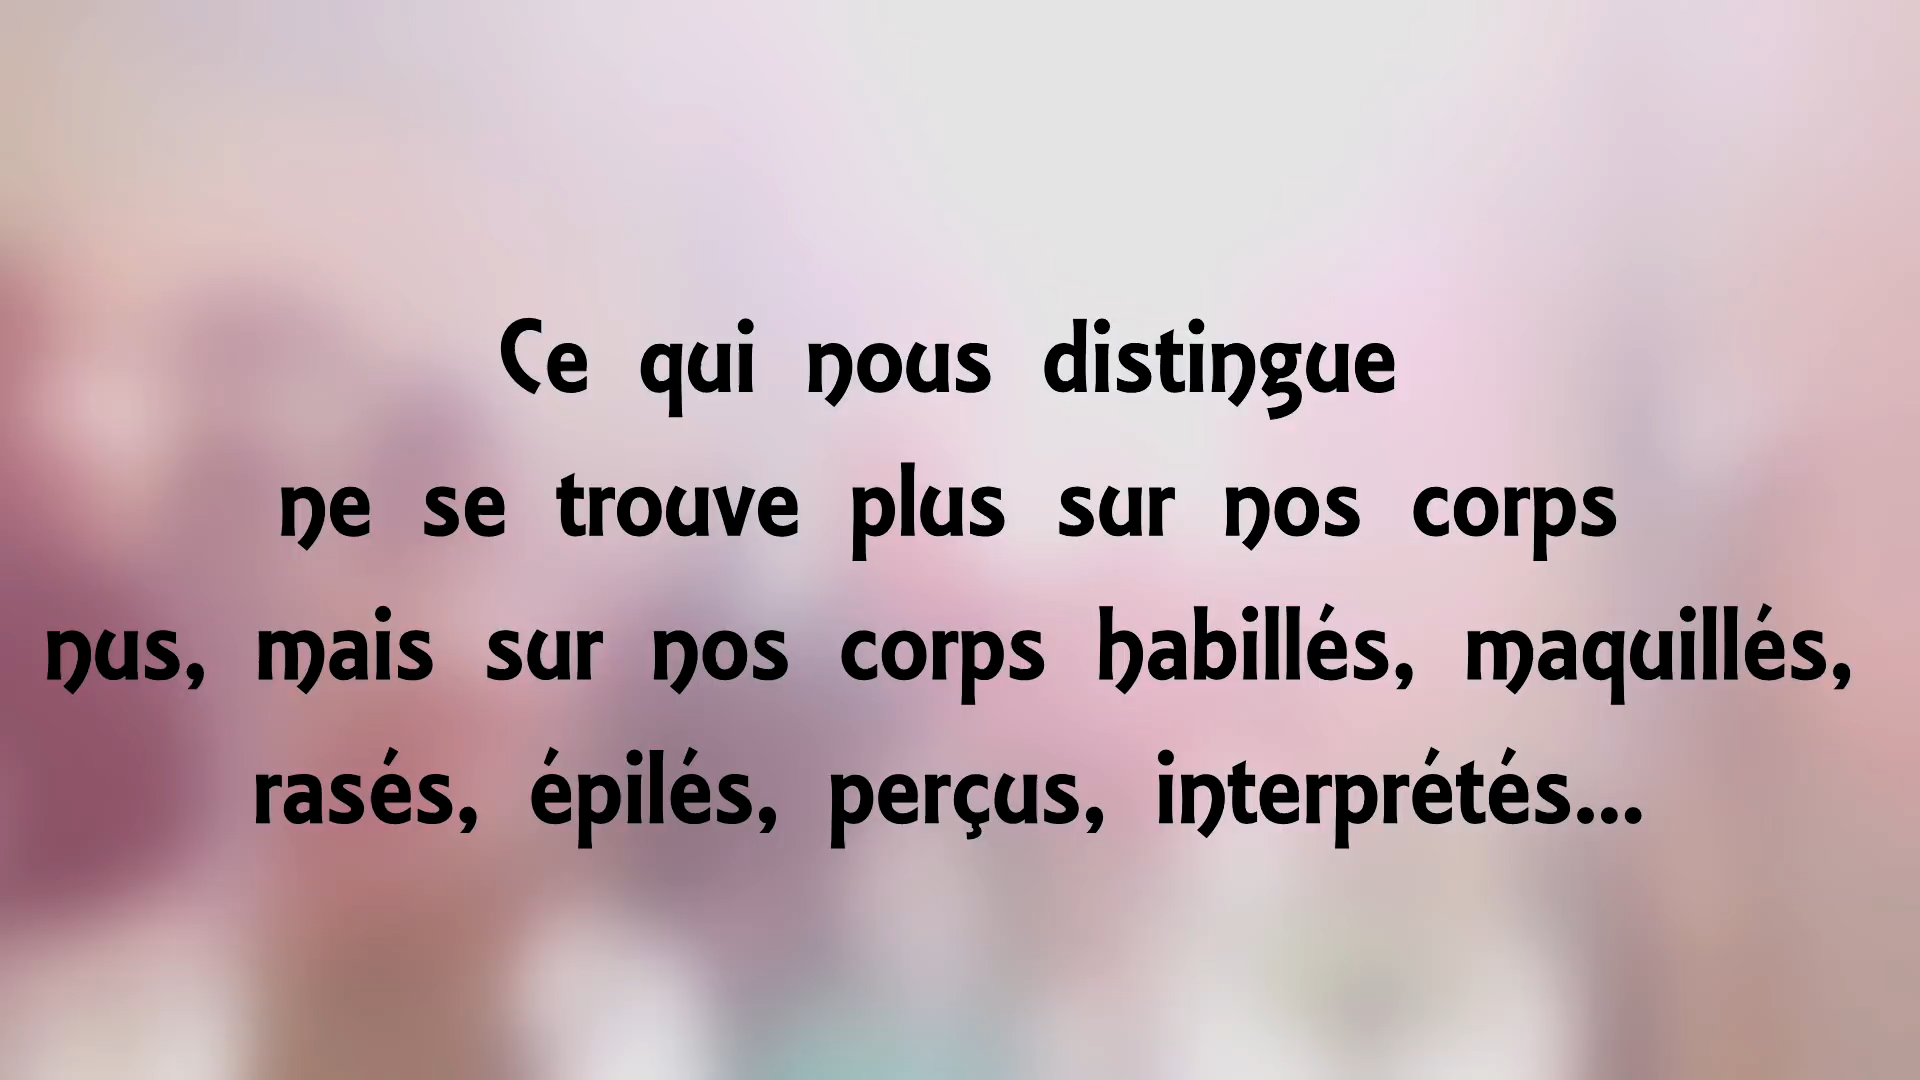 Ce qui nous distingue
ne se trouve plus sur nos corps
nus, mais sur nos corps habillés, maquillés,
rasés, épilés, perçus, interprétés...